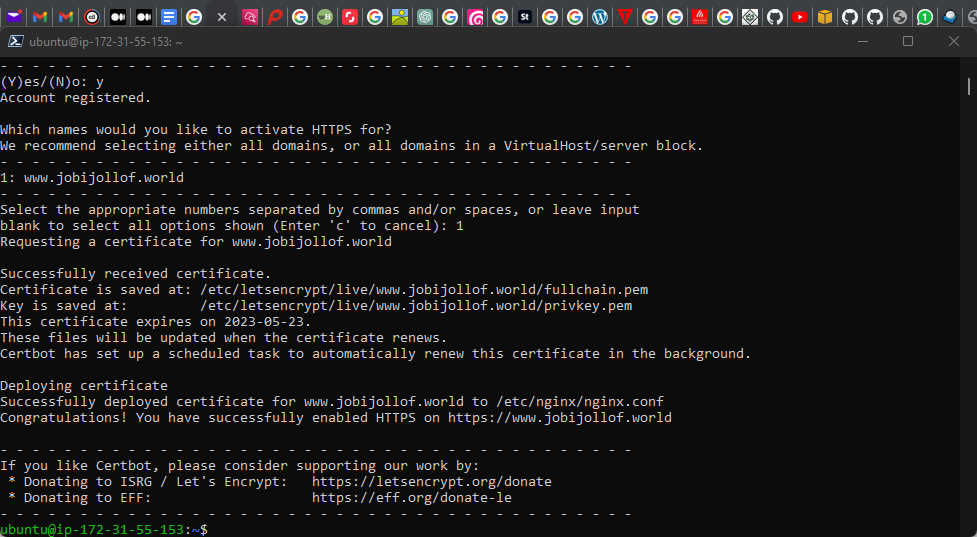 ubuntu@ip-172-31-55-153: ~
- - - - - - - - - - - - - - - - - - - - - - - - - - - - - - - - - - - - - - - -
(Y)es/(N)o: y
Account registered.
Which names would you like to activate HTTPS for?
We recommend selecting either all domains, or all domains in a VirtualHost/server block.
- - - - - - - - - - - - - - - - - - - - - - - - - - - - - - - - - - - - - - - -
1: www.jobijollof.world
- - - - - - - - - - - - - - - - - - - - - - - - - - - - - - - - - - - - - - - -
Select the appropriate numbers separated by commas and/or spaces, or leave input
blank to select all options shown (Enter 'c' to cancel): 1
Requesting a certificate for www.jobijollof.world
Successfully received certificate.
Certificate is saved at: /etc/letsencrypt/live/www.jobijollof.world/fullchain.pem
Key is saved at:         /etc/letsencrypt/live/www.jobijollof.world/privkey.pem
This certificate expires on 2023-05-23.
These files will be updated when the certificate renews.
Certbot has set up a scheduled task to automatically renew this certificate in the background.
Deploying certificate
Successfully deployed certificate for www.jobijollof.world to /etc/nginx/nginx.conf
Congratulations! You have successfully enabled HTTPS on https://www.jobijollof.world
- - - - - - - - - - - - - - - - - - - - - - - - - - - - - - - - - - - - - - - -
If you like Certbot, please consider supporting our work by:
 * Donating to ISRG / Let's Encrypt:   https://letsencrypt.org/donate
 * Donating to EFF:                    https://eff.org/donate-le
- - - - - - - - - - - - - - - - - - - - - - - - - - - - - - - - - - - - - - - -
ubuntu@ip-172-31-55-153:~$